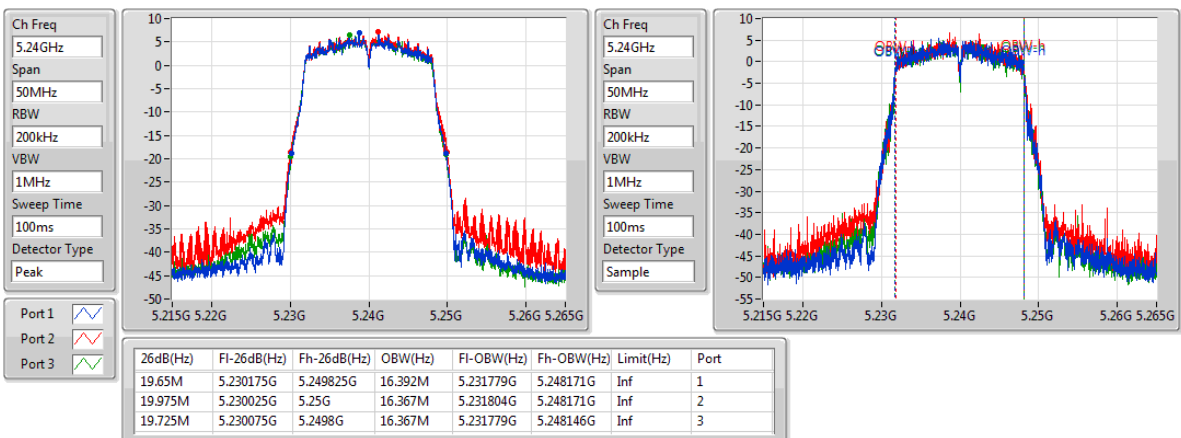 Ch Freq
5.24GHz
Span
50MHz
RBW
200kHz
VBW
1MHz
Sweep Time
100ms
Detector Type
Peak
10
5
0
-5
-10
-15
-20
-25
-30
-35
-40
-45
-50
5.215G 5.22G 5.23G 5.24G 5.25G 5.26G 5.265G
Port 1
Port 2
Port 3
Ch Freq
5.24GHz
Span
50MHz
RBW
200kHz
VBW
1MHz
Sweep Time
100ms
Detector Type
Sample
10
5
0
-5
-10
-15
-20
-25
-30
-35
-40
-45
-50
-55
OBW-h
5.215G 5.22G 5.23G 5.24G 5.25G 5.26G 5.265G
26dB(Hz) Fl-26dB(Hz) Fh-26dB(Hz) OBW(Hz) Fl-OBW(Hz) Fh-OBW(Hz) Limit(Hz) Port
19.65M 5.230175G 5.249825G 16.392M 5.231779G 5.248171G Inf 1
19.975M 5.230025G 5.25G 16.367M 5.231804G 5.248171G Inf 2
19.725M 5.230075G 5.2498G 16.367M 5.231779G 5.248146G Inf 3